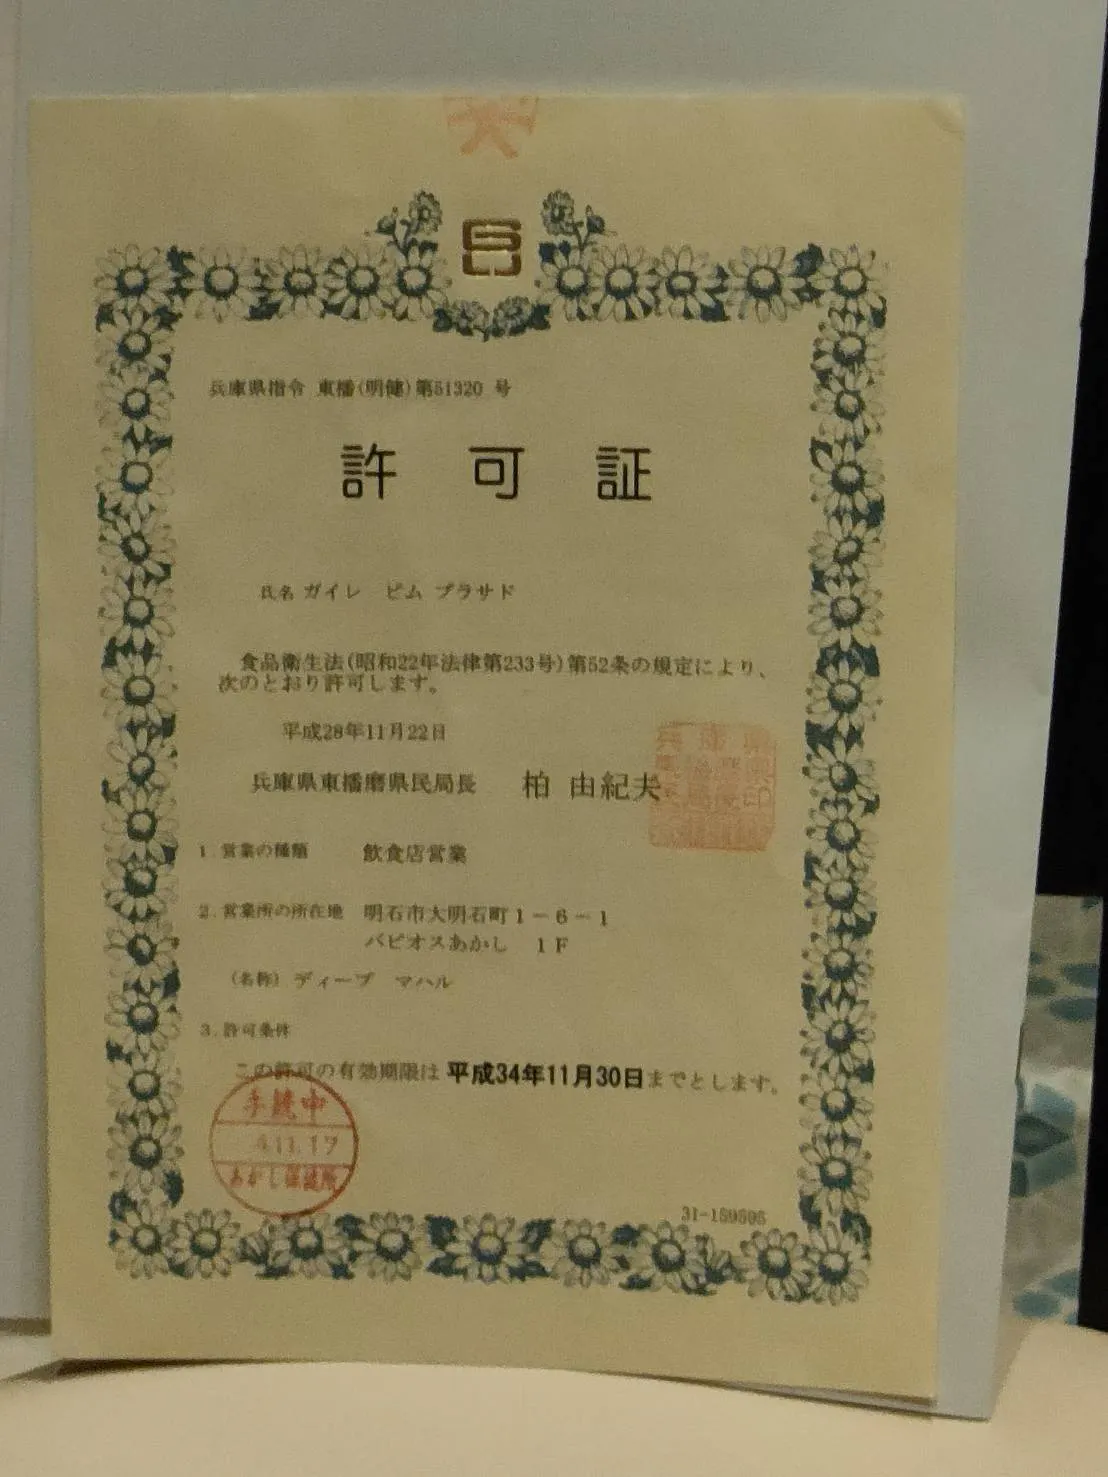 兵庫県指令 東播(明健)第51320 号
許可証
氏名 ガイレ ビム プラサド
食品衛生法(昭和22年法律第233号)第52条の規定により、
次のとおり許可します。
平成28年11月22日
兵庫県東播磨県民局長 柏 由紀夫
1.営業の種類 飲食店営業
2.営業所の所在地 明石市大明石町1-6-1
パピオスあかし 1F
(名称) ディープ マハル
3.許可条件
この許可の有効期限は 平成34年11月30日までとします。
手続中
4.11.17
あかし保健所